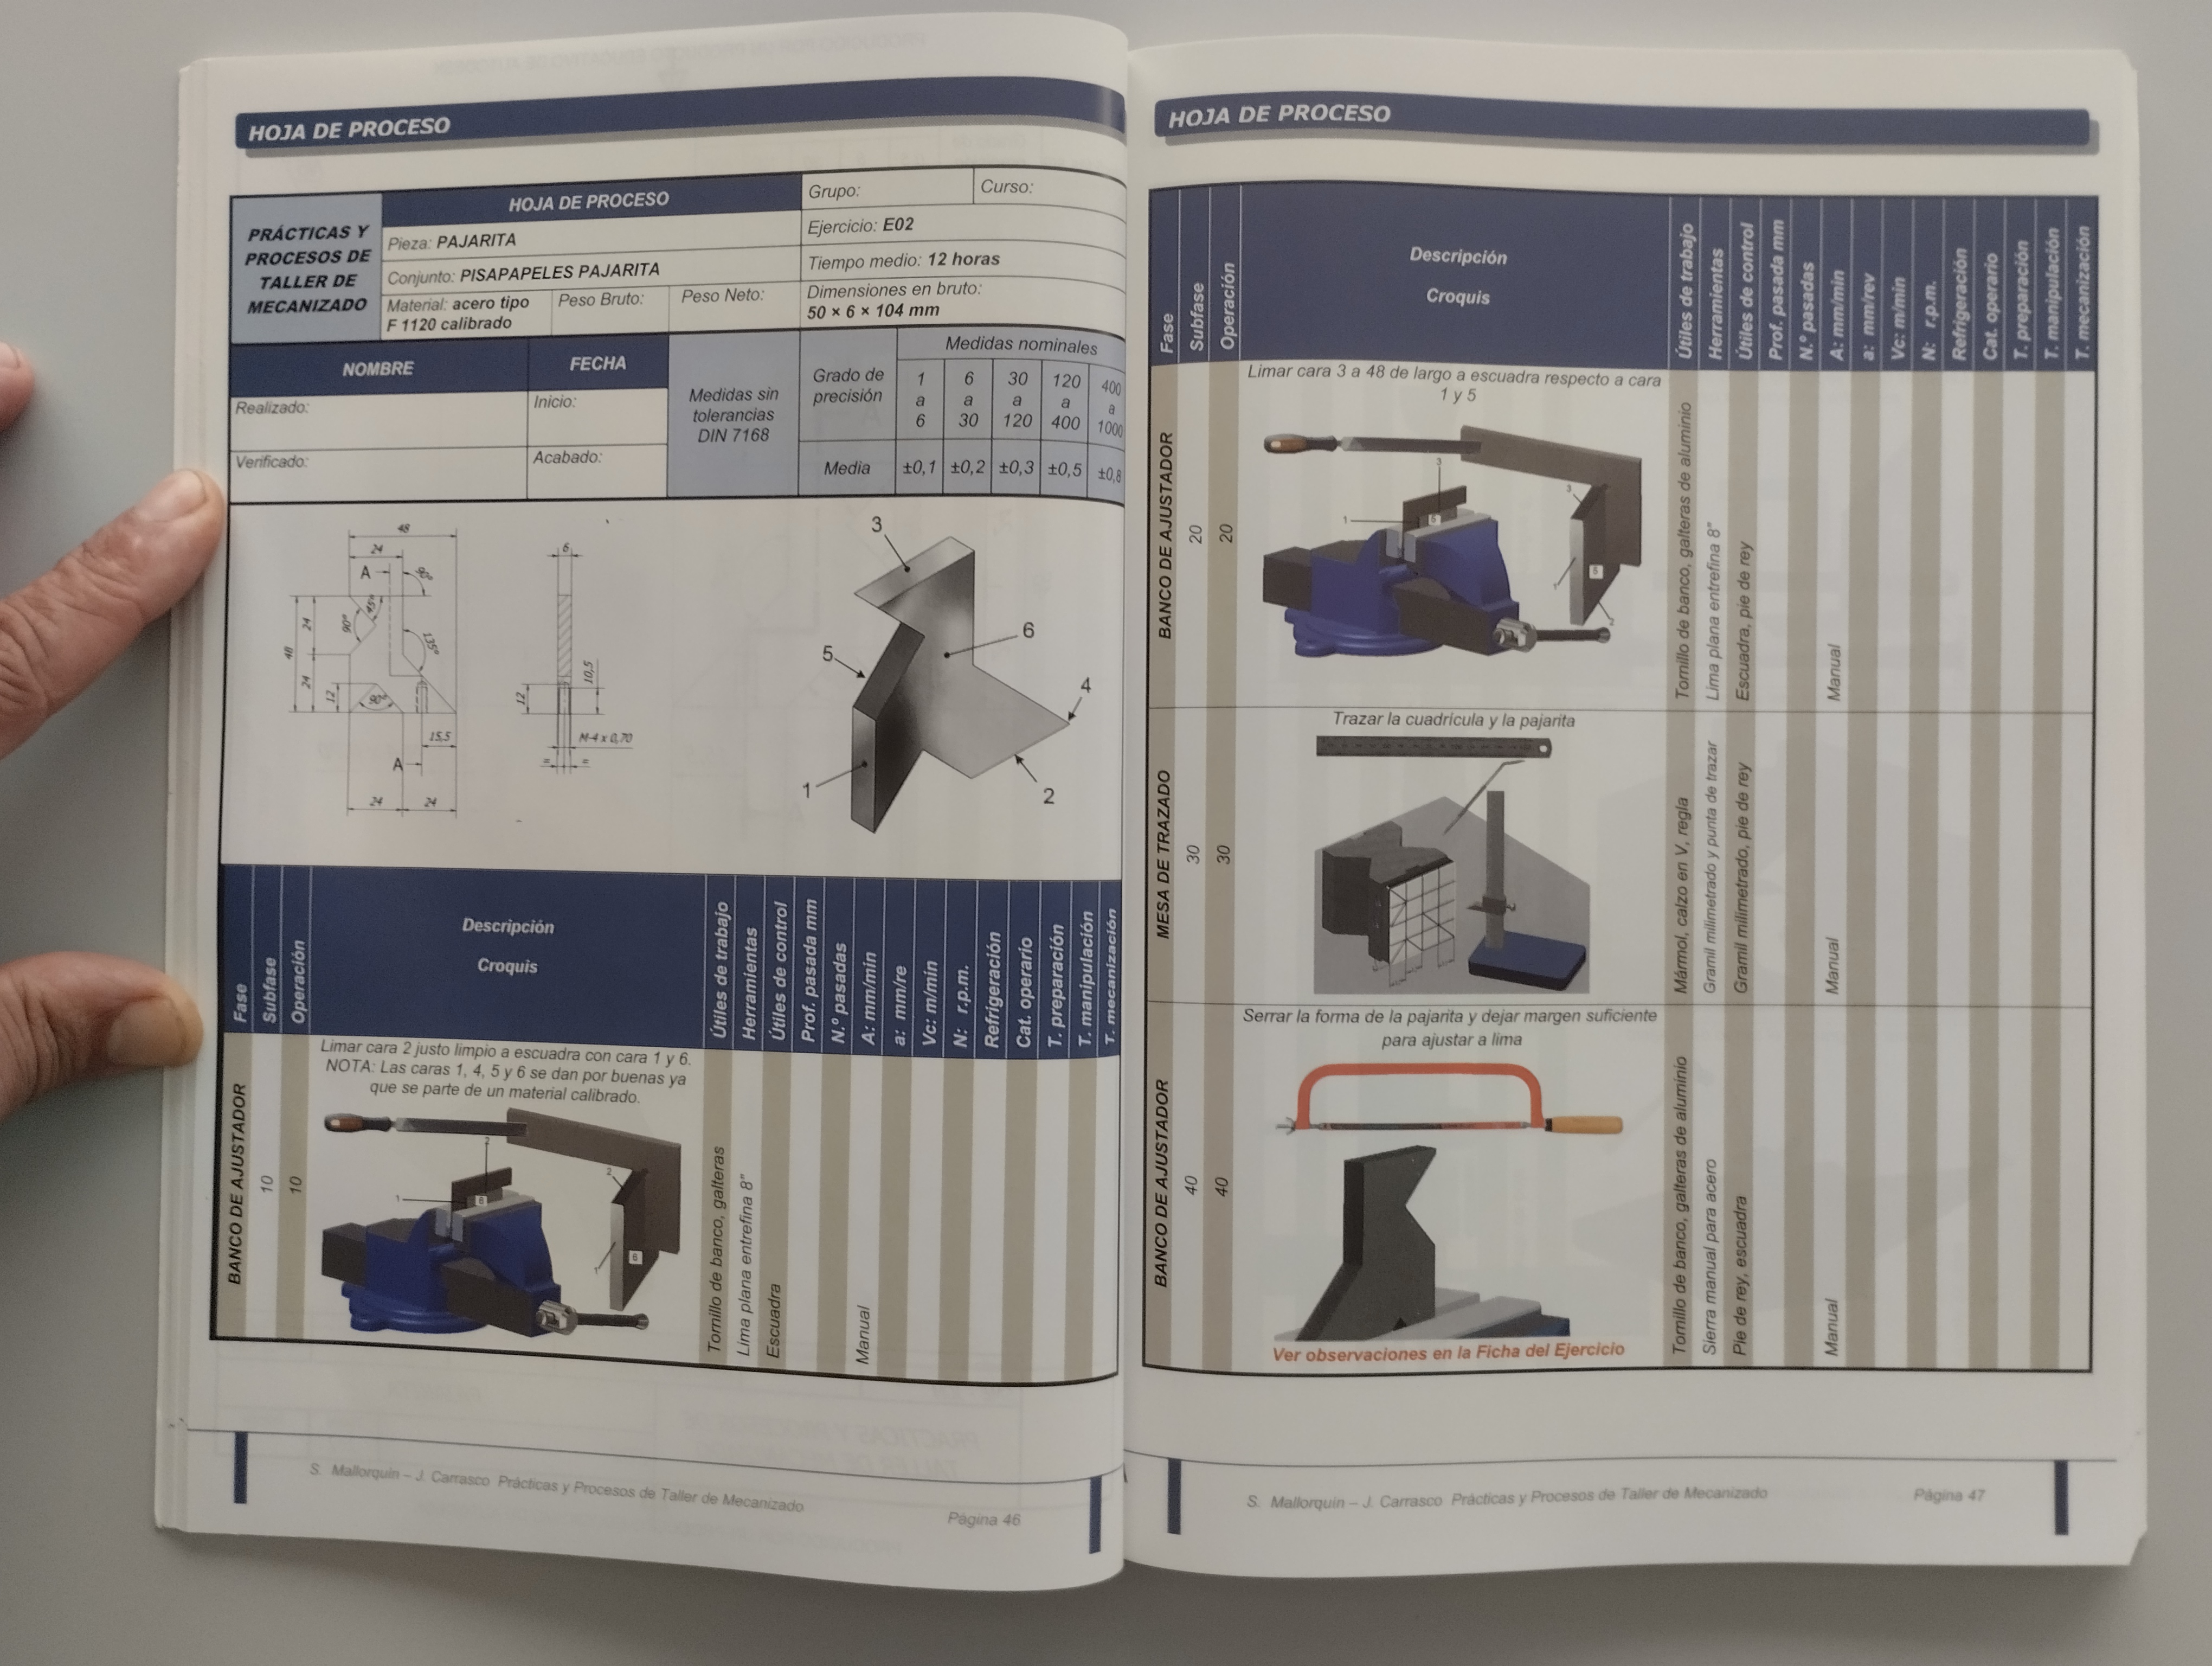 HOJA DE PROCESO
PRÁCTICAS Y
PROCESOS DE
TALLER DE
MECANIZADO
HOJA DE PROCESO
Grupo:
Curso:
Pieza: PAJARITA
Ejercicio: E02
Conjunto: PISAPAPELES PAJARITA
Tiempo medio: 12 horas
Material: acero tipo
F 1120 calibrado
Peso Bruto:
Peso Neto:
Dimensiones en bruto:
50 × 6 × 104 mm
NOMBRE
FECHA
Realizado:
Inicio:
Verificado:
Acabado:
Medidas sin
tolerancias
DIN 7168
Grado de
precisión
Medidas nominales
1 a 6
6 a 30
30 a 120
120 a 400
400 a 1000
Media
±0,1
±0,2
±0,3
±0,5
±0,8
48
24
A
90°
45°
90°
135°
48
24
24
12
90°
15,5
A
24
24
6
12
10,5
M-4 x 0,70
=
=
3
6
5
4
1
2
Fase
Subfase
Operación
Descripción
Croquis
Útiles de trabajo
Herramientas
Útiles de control
Prof. pasada mm
N.º pasadas
A: mm/min
a: mm/re
Vc: m/min
N: r.p.m.
Refrigeración
Cat. operario
T. preparación
T. manipulación
T. mecanización
BANCO DE AJUSTADOR
10
10
Limar cara 2 justo limpio a escuadra con cara 1 y 6.
NOTA: Las caras 1, 4, 5 y 6 se dan por buenas ya
que se parte de un material calibrado.
2
1
6
2
1
6
Tornillo de banco, galteras
Lima plana entrefina 8"
Escuadra
Manual
S. Mallorquín – J. Carrasco Prácticas y Procesos de Taller de Mecanizado
Página 46
HOJA DE PROCESO
Fase
Subfase
Operación
Descripción
Croquis
Útiles de trabajo
Herramientas
Útiles de control
Prof. pasada mm
N.º pasadas
A: mm/min
a: mm/rev
Vc: m/min
N: r.p.m.
Refrigeración
Cat. operario
T. preparación
T. manipulación
T. mecanización
BANCO DE AJUSTADOR
20
20
Limar cara 3 a 48 de largo a escuadra respecto a cara
1 y 5
3
1
5
3
1
5
2
Tornillo de banco, galteras de aluminio
Lima plana entrefina 8"
Escuadra, pie de rey
Manual
MESA DE TRAZADO
30
30
Trazar la cuadrícula y la pajarita
Mármol, calzo en V, regla
Gramil milimetrado y punta de trazar
Gramil milimetrado, pie de rey
Manual
BANCO DE AJUSTADOR
40
40
Serrar la forma de la pajarita y dejar margen suficiente
para ajustar a lima
Ver observaciones en la Ficha del Ejercicio
Tornillo de banco, galteras de aluminio
Sierra manual para acero
Pie de rey, escuadra
Manual
S. Mallorquín – J. Carrasco Prácticas y Procesos de Taller de Mecanizado
Página 47